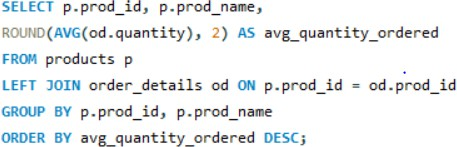 SELECT p.prod_id, p.prod_name,
ROUND(AVG(od.quantity), 2) AS avg_quantity_ordered
FROM products p
LEFT JOIN order_details od ON p.prod_id = od.prod_id
GROUP BY p.prod_id, p.prod_name
ORDER BY avg_quantity_ordered DESC;